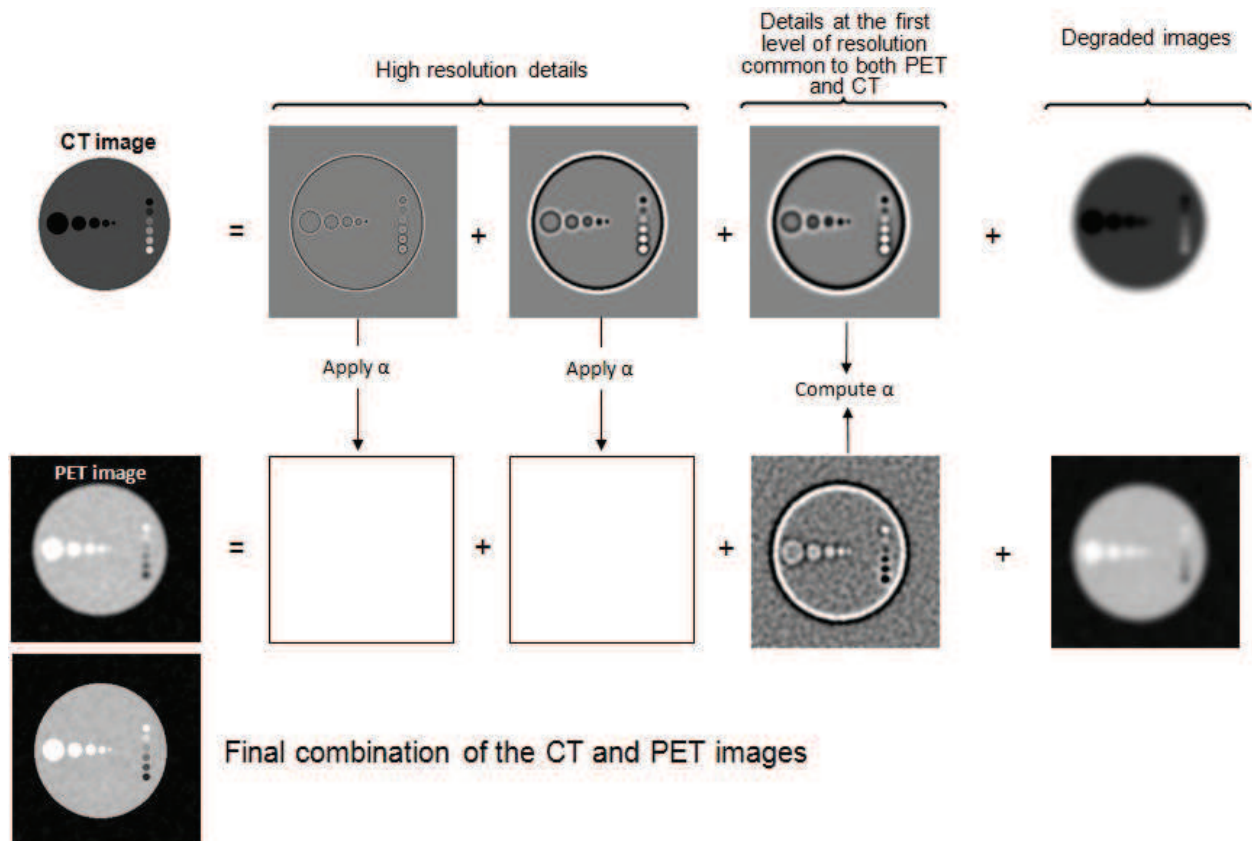 Details at the first
level of resolution
common to both PET
and CT
Degraded images
High resolution details
CT image
=
+
+
+
Apply α
Apply α
Compute α
PET image
=
+
+
+
Final combination of the CT and PET images